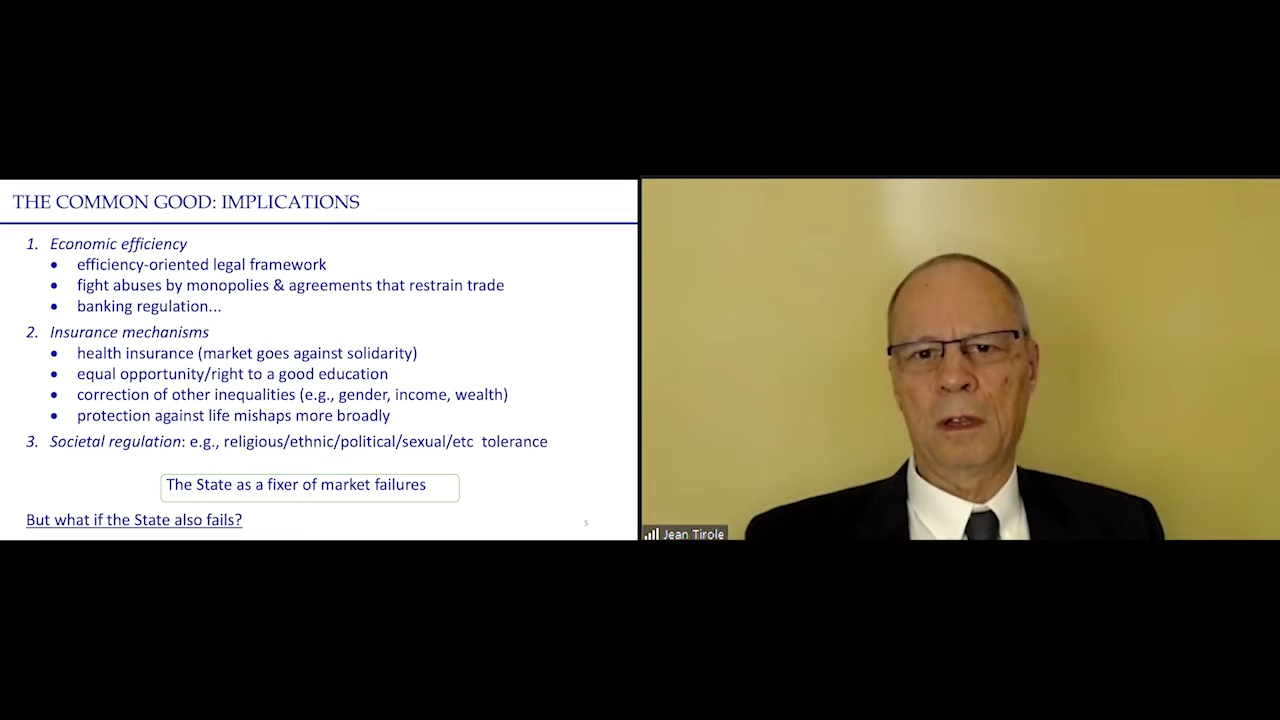 THE COMMON GOOD: IMPLICATIONS
1. Economic efficiency
• efficiency-oriented legal framework
• fight abuses by monopolies & agreements that restrain trade
• banking regulation...
2. Insurance mechanisms
• health insurance (market goes against solidarity)
• equal opportunity/right to a good education
• correction of other inequalities (e.g., gender, income, wealth)
• protection against life mishaps more broadly
3. Societal regulation: e.g., religious/ethnic/political/sexual/etc tolerance
The State as a fixer of market failures
But what if the State also fails?
5
Jean Tirole